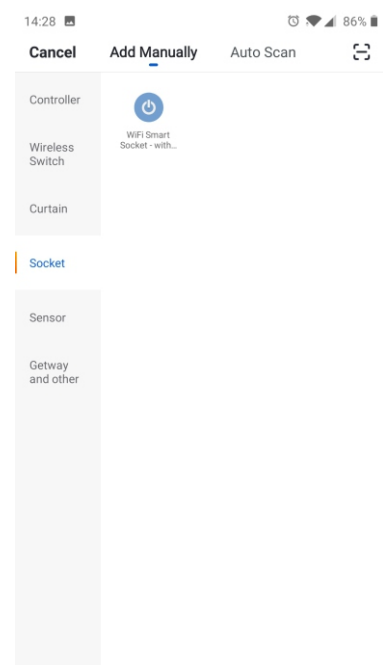 14:28 86%
Cancel Add Manually Auto Scan
Controller
WiFi Smart
Socket - with...
Wireless
Switch
Curtain
Socket
Sensor
Getway
and other